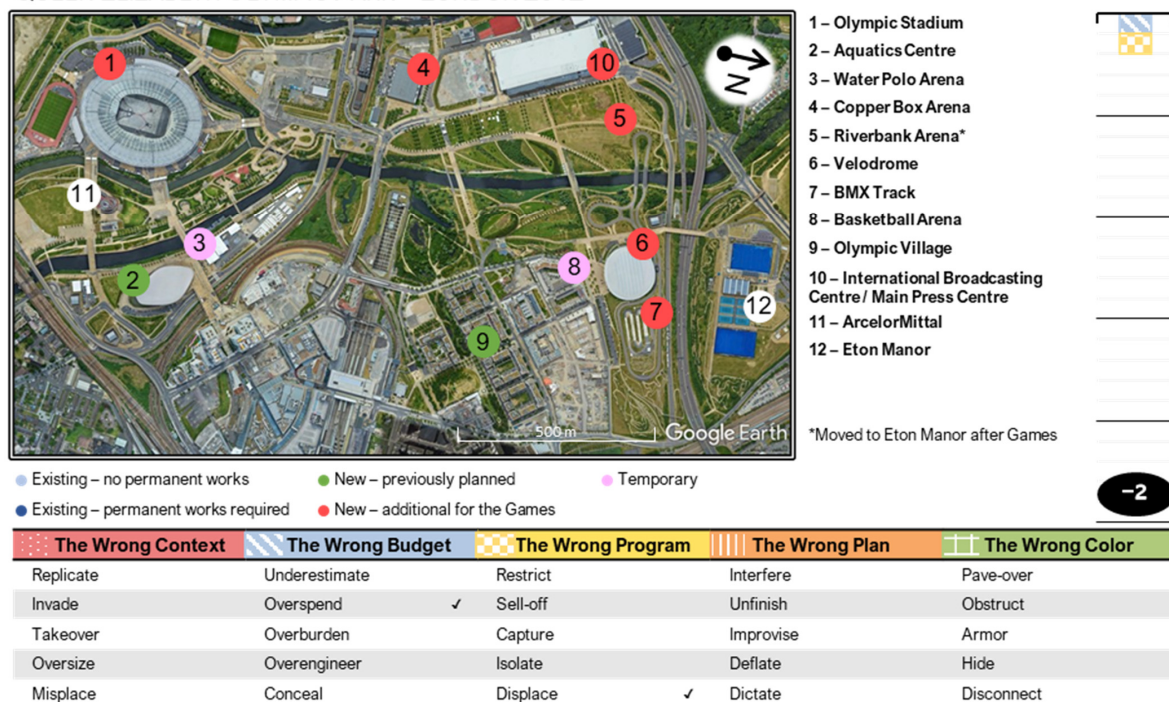 1 – Olympic Stadium
2 – Aquatics Centre
3 – Water Polo Arena
4 – Copper Box Arena
5 – Riverbank Arena*
6 – Velodrome
7 – BMX Track
8 – Basketball Arena
9 – Olympic Village
10 – International Broadcasting
Centre / Main Press Centre
11 – ArcelorMittal
12 – Eton Manor
*Moved to Eton Manor after Games
1
4
10
N
5
11
3
6
8
2
12
7
9
500 m
Google Earth
Existing – no permanent works
New – previously planned
Temporary
Existing – permanent works required
New – additional for the Games
-2
The Wrong Context The Wrong Budget The Wrong Program The Wrong Plan The Wrong Color
Replicate Underestimate Restrict Interfere Pave-over
Invade Overspend ✓ Sell-off Unfinish Obstruct
Takeover Overburden Capture Improvise Armor
Oversize Overengineer Isolate Deflate Hide
Misplace Conceal Displace ✓ Dictate Disconnect